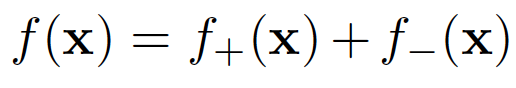 f(x) = f₊(x) + f₋(x)